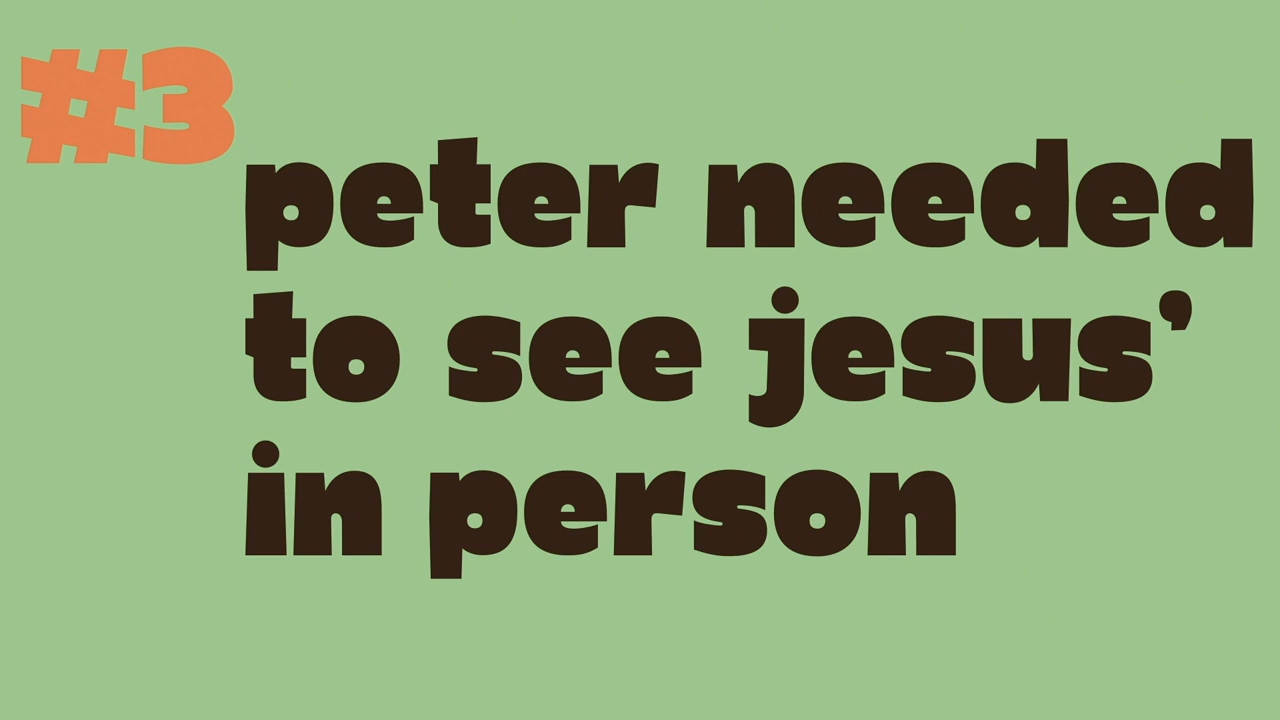 #3
peter needed
to see jesus’
in person